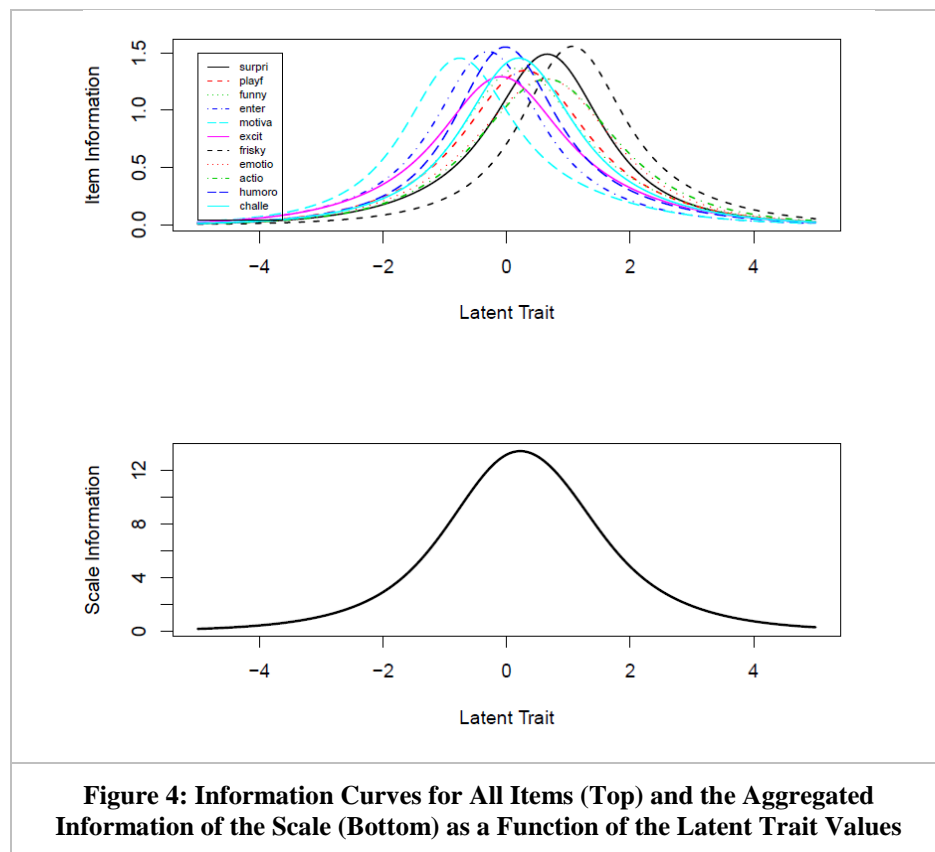 Item Information
0.0 0.5 1.0 1.5
surpri
playf
funny
enter
motiva
excit
frisky
emotio
actio
humoro
challe
−4 −2 0 2 4
Latent Trait
Scale Information
0 4 8 12
−4 −2 0 2 4
Latent Trait
Figure 4: Information Curves for All Items (Top) and the Aggregated
Information of the Scale (Bottom) as a Function of the Latent Trait Values